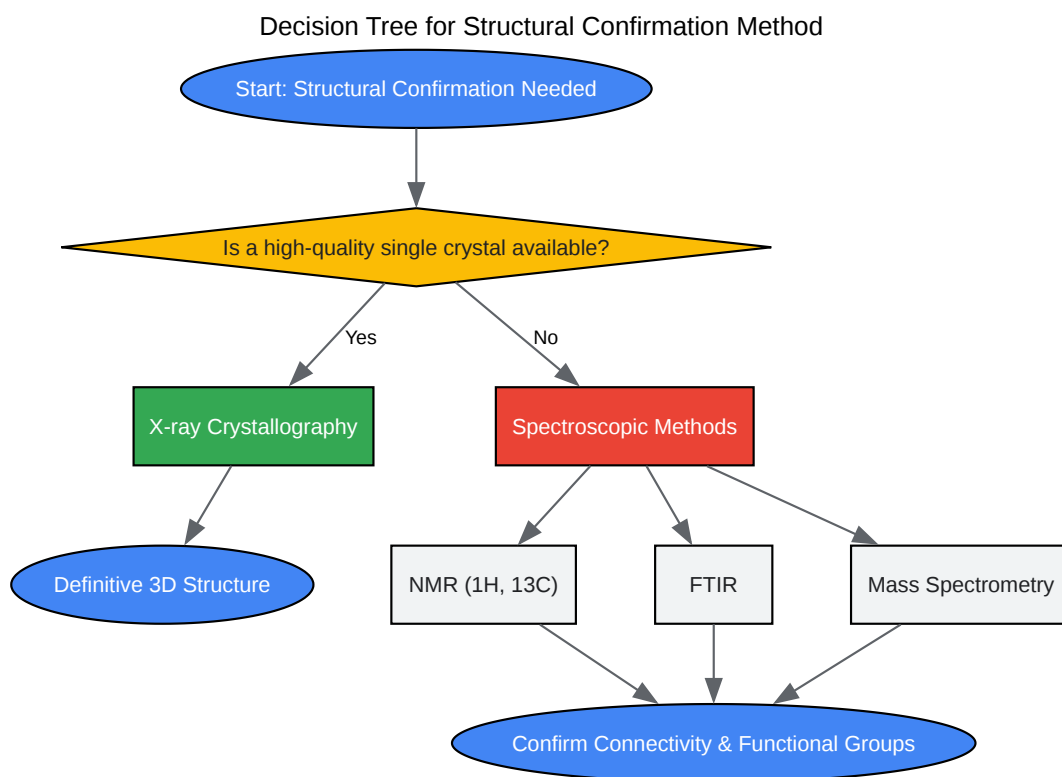 Decision Tree for Structural Confirmation Method
Start: Structural Confirmation Needed
Is a high-quality single crystal available?
Yes
No
X-ray Crystallography
Spectroscopic Methods
Definitive 3D Structure
NMR (1H, 13C)
FTIR
Mass Spectrometry
Confirm Connectivity & Functional Groups